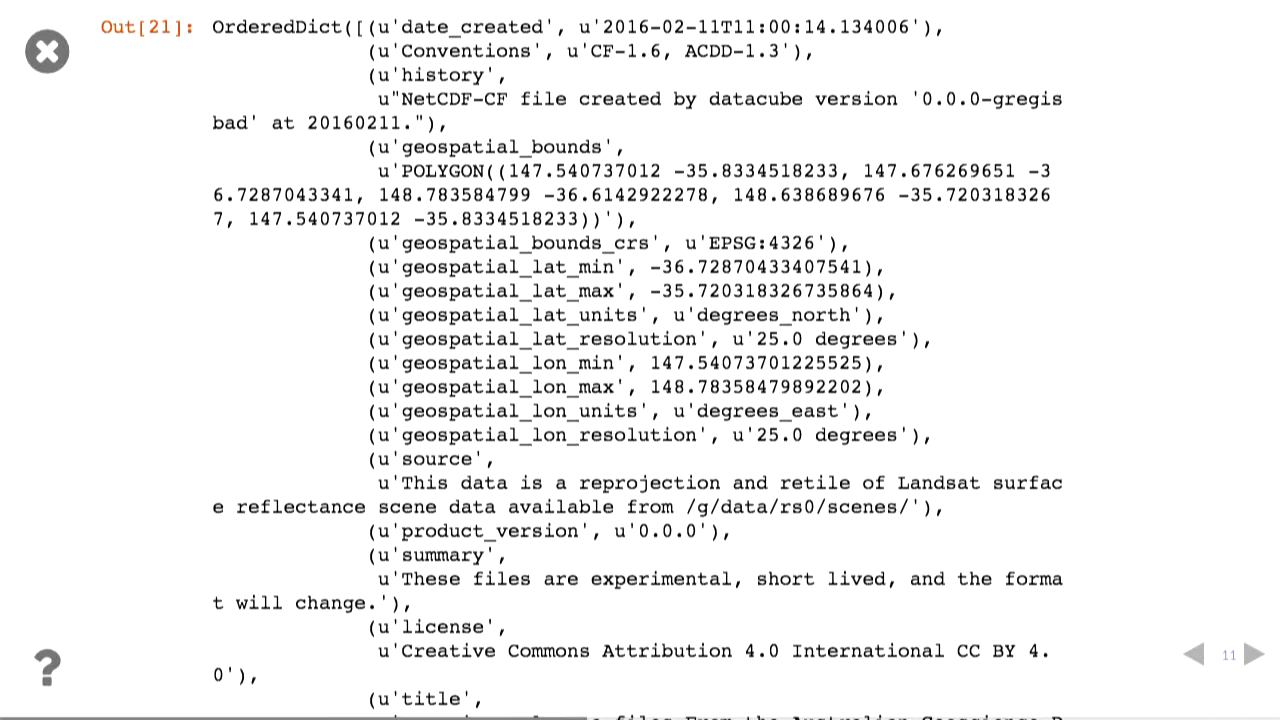 Out[21]: OrderedDict([(u'date_created', u'2016-02-11T11:00:14.134006'),
(u'Conventions', u'CF-1.6, ACDD-1.3'),
(u'history',
u"NetCDF-CF file created by datacube version '0.0.0-gregis
bad' at 20160211."),
(u'geospatial_bounds',
u'POLYGON((147.540737012 -35.8334518233, 147.676269651 -3
6.7287043341, 148.783584799 -36.6142922278, 148.638689676 -35.720318326
7, 147.540737012 -35.8334518233))'),
(u'geospatial_bounds_crs', u'EPSG:4326'),
(u'geospatial_lat_min', -36.72870433407541),
(u'geospatial_lat_max', -35.720318326735864),
(u'geospatial_lat_units', u'degrees_north'),
(u'geospatial_lat_resolution', u'25.0 degrees'),
(u'geospatial_lon_min', 147.54073701225525),
(u'geospatial_lon_max', 148.78358479892202),
(u'geospatial_lon_units', u'degrees_east'),
(u'geospatial_lon_resolution', u'25.0 degrees'),
(u'source',
u'This data is a reprojection and retile of Landsat surfac
e reflectance scene data available from /g/data/rs0/scenes/'),
(u'product_version', u'0.0.0'),
(u'summary',
u'These files are experimental, short lived, and the forma
t will change.'),
(u'license',
u'Creative Commons Attribution 4.0 International CC BY 4.
0'),
(u'title',
?
11